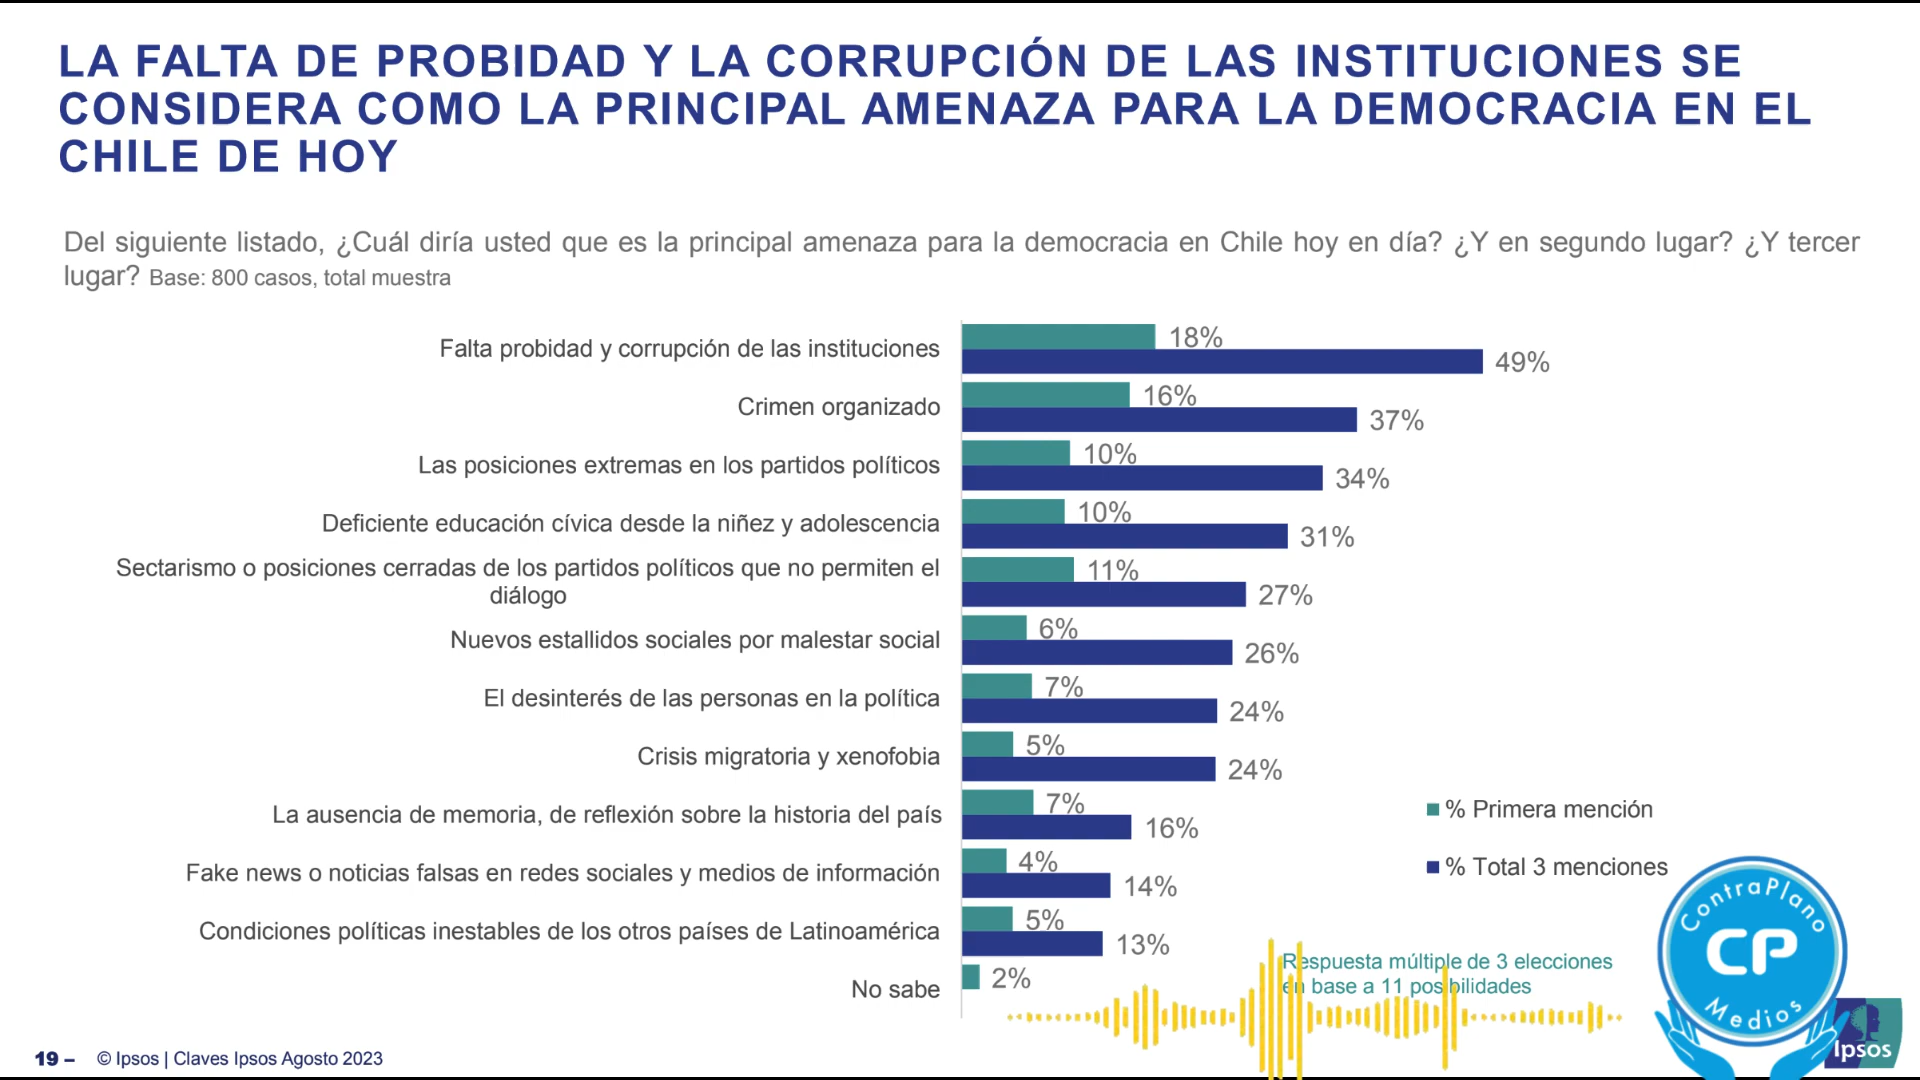 LA FALTA DE PROBIDAD Y LA CORRUPCIÓN DE LAS INSTITUCIONES SE
CONSIDERA COMO LA PRINCIPAL AMENAZA PARA LA DEMOCRACIA EN EL
CHILE DE HOY
Del siguiente listado, ¿Cuál diría usted que es la principal amenaza para la democracia en Chile hoy en día? ¿Y en segundo lugar? ¿Y tercer
lugar? Base: 800 casos, total muestra
Falta probidad y corrupción de las instituciones
18%
49%
Crimen organizado
16%
37%
Las posiciones extremas en los partidos políticos
10%
34%
Deficiente educación cívica desde la niñez y adolescencia
10%
31%
Sectarismo o posiciones cerradas de los partidos políticos que no permiten el
diálogo
11%
27%
Nuevos estallidos sociales por malestar social
6%
26%
El desinterés de las personas en la política
7%
24%
Crisis migratoria y xenofobia
5%
24%
La ausencia de memoria, de reflexión sobre la historia del país
7%
16%
Fake news o noticias falsas en redes sociales y medios de información
4%
14%
Condiciones políticas inestables de los otros países de Latinoamérica
5%
13%
No sabe
2%
% Primera mención
% Total 3 menciones
Respuesta múltiple de 3 elecciones
en base a 11 posibilidades
ContraPlano
CP
Medios
Ipsos
19 – © Ipsos | Claves Ipsos Agosto 2023